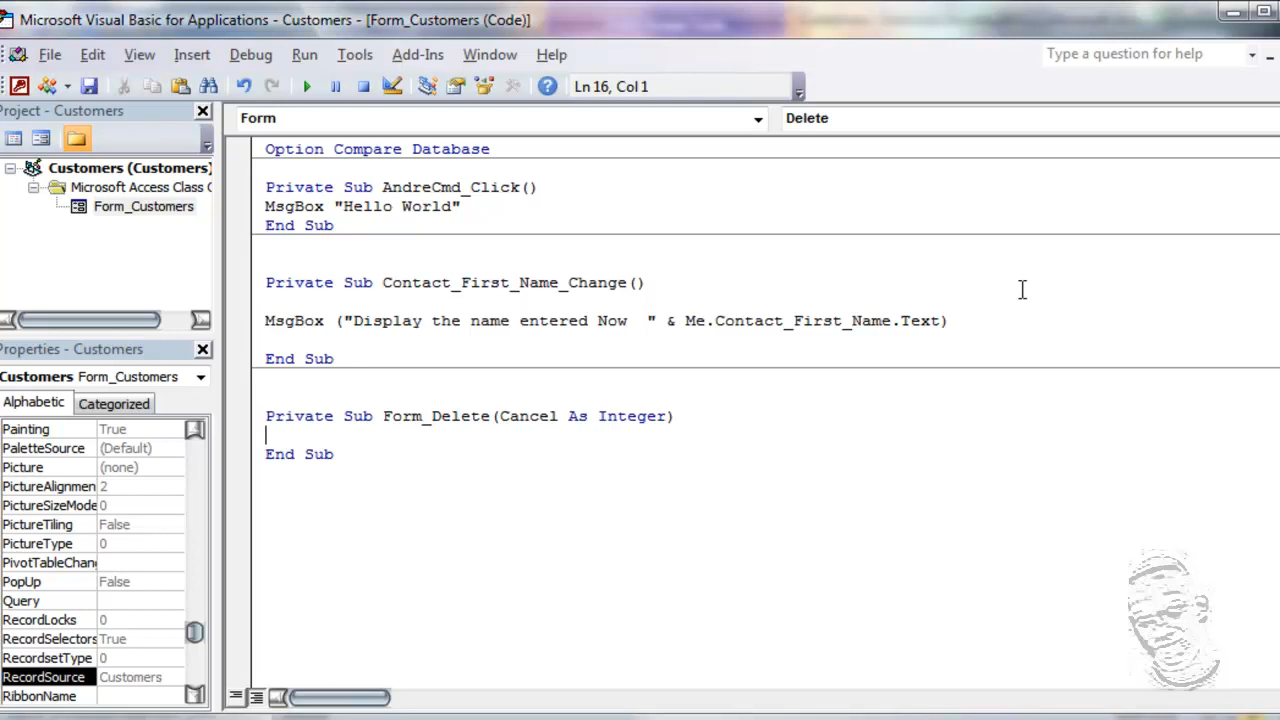 Microsoft Visual Basic for Applications - Customers - [Form_Customers (Code)]
File Edit View Insert Debug Run Tools Add-Ins Window Help
Type a question for help
Ln 16, Col 1
Project - Customers
Form
Delete
Customers (Customers)
Microsoft Access Class O
Form_Customers
Option Compare Database
Private Sub AndreCmd_Click()
MsgBox "Hello World"
End Sub
Private Sub Contact_First_Name_Change()
MsgBox ("Display the name entered Now  " & Me.Contact_First_Name.Text)
End Sub
Private Sub Form_Delete(Cancel As Integer)
End Sub
Properties - Customers
Customers Form_Customers
Alphabetic Categorized
Painting True
PaletteSource (Default)
Picture (none)
PictureAlignmen 2
PictureSizeMode 0
PictureTiling False
PictureType 0
PivotTableChang
PopUp False
Query
RecordLocks 0
RecordSelectors True
RecordsetType 0
RecordSource Customers
RibbonName